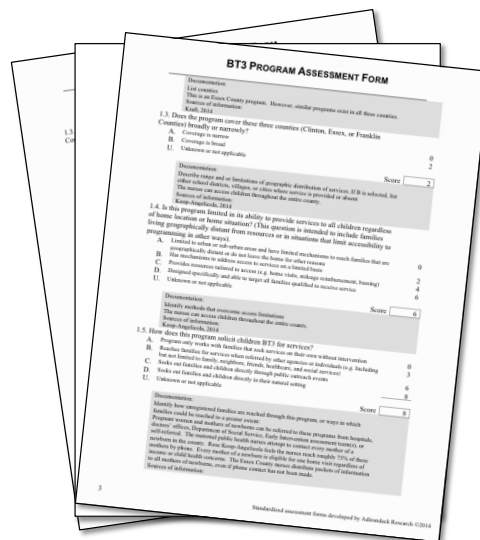 BT3 PROGRAM ASSESSMENT FORM
Documentation:
List counties
This is an Essex County program. However, similar programs exist in all three counties.
Sources of information:
Kraft, 2014
1.3. Does the program cover these three counties (Clinton, Essex, or Franklin
Counties) broadly or narrowly?
A. Coverage is narrow 0
B. Coverage is broad 2
U. Unknown or not applicable
Score 2
Documentation:
Describe range and or limitations of geographic distribution of services. If B is selected, list
either school districts, villages, or cities where service is provided or absent
The nurses can access children throughout the entire county.
Sources of information:
Koop-Angelicola, 2014
1.4. Is this program limited in its ability to provide services to all children regardless
of home location or home situation? (This question is intended to include families
living geographically distant from resources or in situations that limit accessibility to
programming in other ways).
A. Limited to urban or sub-urban areas and have limited mechanisms to reach families that are
geographically distant or do not leave the home for other reasons 0
B. Has mechanisms to address access to services on a limited basis 2
C. Provides resources tailored to access (e.g. home visits, mileage reimbursement, bussing) 4
D. Designed specifically and able to target all families qualified to receive service 6
U. Unknown or not applicable
Score 6
Documentation:
Identify methods that overcome access limitations
The nurses can access children throughout the entire county.
Sources of information:
Koop-Angelicola, 2014
1.5. How does this program solicit children BT3 for services?
A. Program only works with families that seek services on their own without intervention 0
B. Reaches families for services when referred by other agencies or individuals (e.g. Including 3
but not limited to family, neighbors, friends, healthcare, and social services)
C. Seeks out families and children directly through public outreach events 6
D. Seeks out families and children directly in their natural setting 8
U. Unknown or not applicable
Score 8
Documentation:
Identify how unregistered families are reached through this program, or ways in which
families could be reached to a greater extent:
Pregnant women and mothers of newborns can be referred to these programs from hospitals,
doctors' offices, Department of Social Service, Early Intervention assessment team(s), or
self-referred. The maternal public health nurses attempt to contact every mother of a
newborn in the county. Rose Koop-Angelicola feels the nurses reach roughly 75% of these
mothers by phone. Every mother of a newborn is eligible for one home visit regardless of
income or child health concerns. The Essex County nurses distribute packets of information
to all mothers of newborns, even if phone contact has not been made.
Sources of information:
3
Standardized assessment forms developed by Adirondack Research ©2014